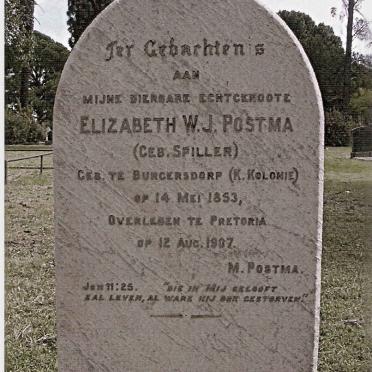 Ter Gedachtenis
AAN
MIJNE DIERBARE ECHTGENOTE
ELIZABETH W.J. POSTMA
(GEB. SPILLER)
GEB. TE BURGERSDORP (K. KOLONIE)
OP 14 MEI 1853,
OVERLEDEN TE PRETORIA
OP 12 AUG. 1907.
M. POSTMA.
JOH 11:25. "DIE IN MIJ GELOOFT
ZAL LEVEN, AL WARE HIJ OOK GESTORVEN."